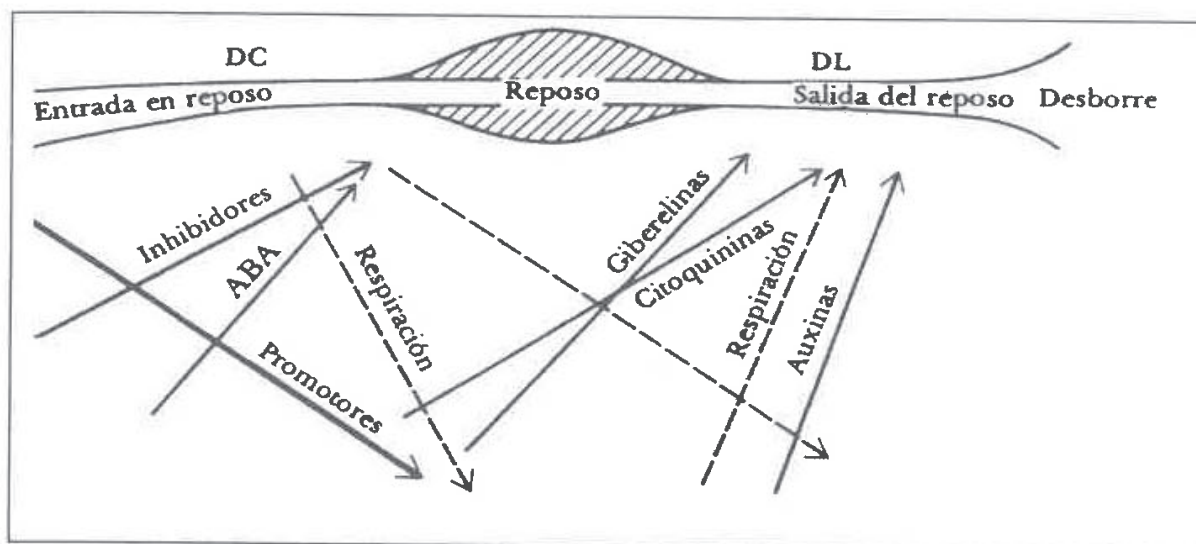 DC
DL
Entrada en reposo
Reposo
Salida del reposo
Desborre
Inhibidores
ABA
Respiración
Promotores
Giberelinas
Citoquininas
Respiración
Auxinas